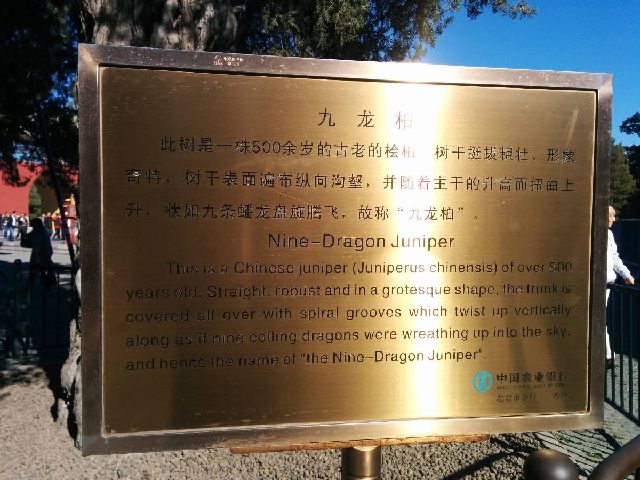 九龙柏
此树是一株500余岁的古老的桧柏，树干挺拔粗壮、形象
奇特，树干表面遍布纵向沟壑，并随着主干的升高而扭曲上
升，状如九条蟠龙盘旋腾飞，故称“九龙柏”。
Nine-Dragon Juniper
This is a Chinese juniper (Juniperus chinensis) of over 500
years old. Straight, robust and in a grotesque shape, the trunk is
covered all over with spiral grooves which twist up vertically
along as if nine coiling dragons were wreathing up into the sky,
and hence the name of "the Nine-Dragon Juniper".
中国农业银行
北京市分行